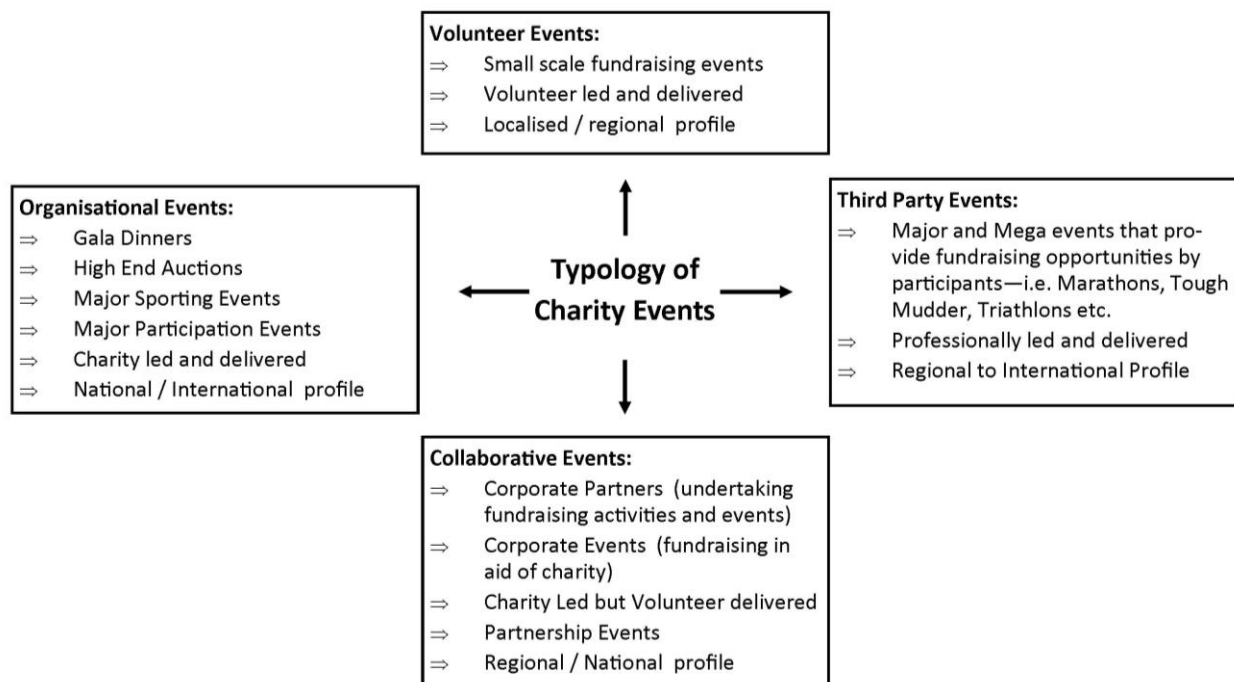 Volunteer Events:
⇒ Small scale fundraising events
⇒ Volunteer led and delivered
⇒ Localised / regional profile
Organisational Events:
⇒ Gala Dinners
⇒ High End Auctions
⇒ Major Sporting Events
⇒ Major Participation Events
⇒ Charity led and delivered
⇒ National / International profile
Typology of
Charity Events
Third Party Events:
⇒ Major and Mega events that pro-
vide fundraising opportunities by
participants—i.e. Marathons, Tough
Mudder, Triathlons etc.
⇒ Professionally led and delivered
⇒ Regional to International Profile
Collaborative Events:
⇒ Corporate Partners (undertaking
fundraising activities and events)
⇒ Corporate Events (fundraising in
aid of charity)
⇒ Charity Led but Volunteer delivered
⇒ Partnership Events
⇒ Regional / National profile